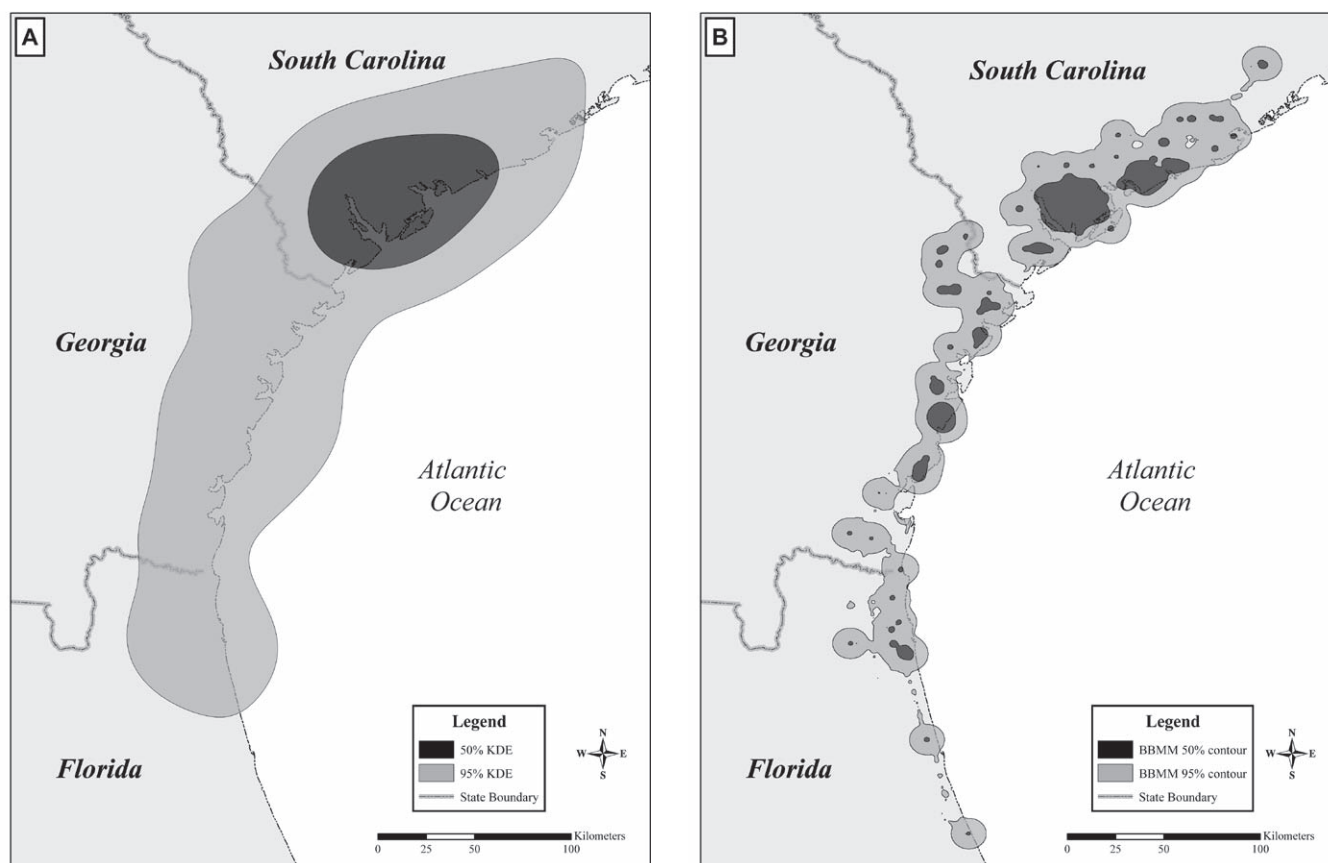 A
South Carolina
Georgia
Atlantic
Ocean
Florida
Legend
50% KDE
95% KDE
State Boundary
N
W E
S
Kilometers
0 25 50 100
B
South Carolina
Georgia
Atlantic
Ocean
Florida
Legend
BBMM 50% contour
BBMM 95% contour
State Boundary
N
W E
S
Kilometers
0 25 50 100